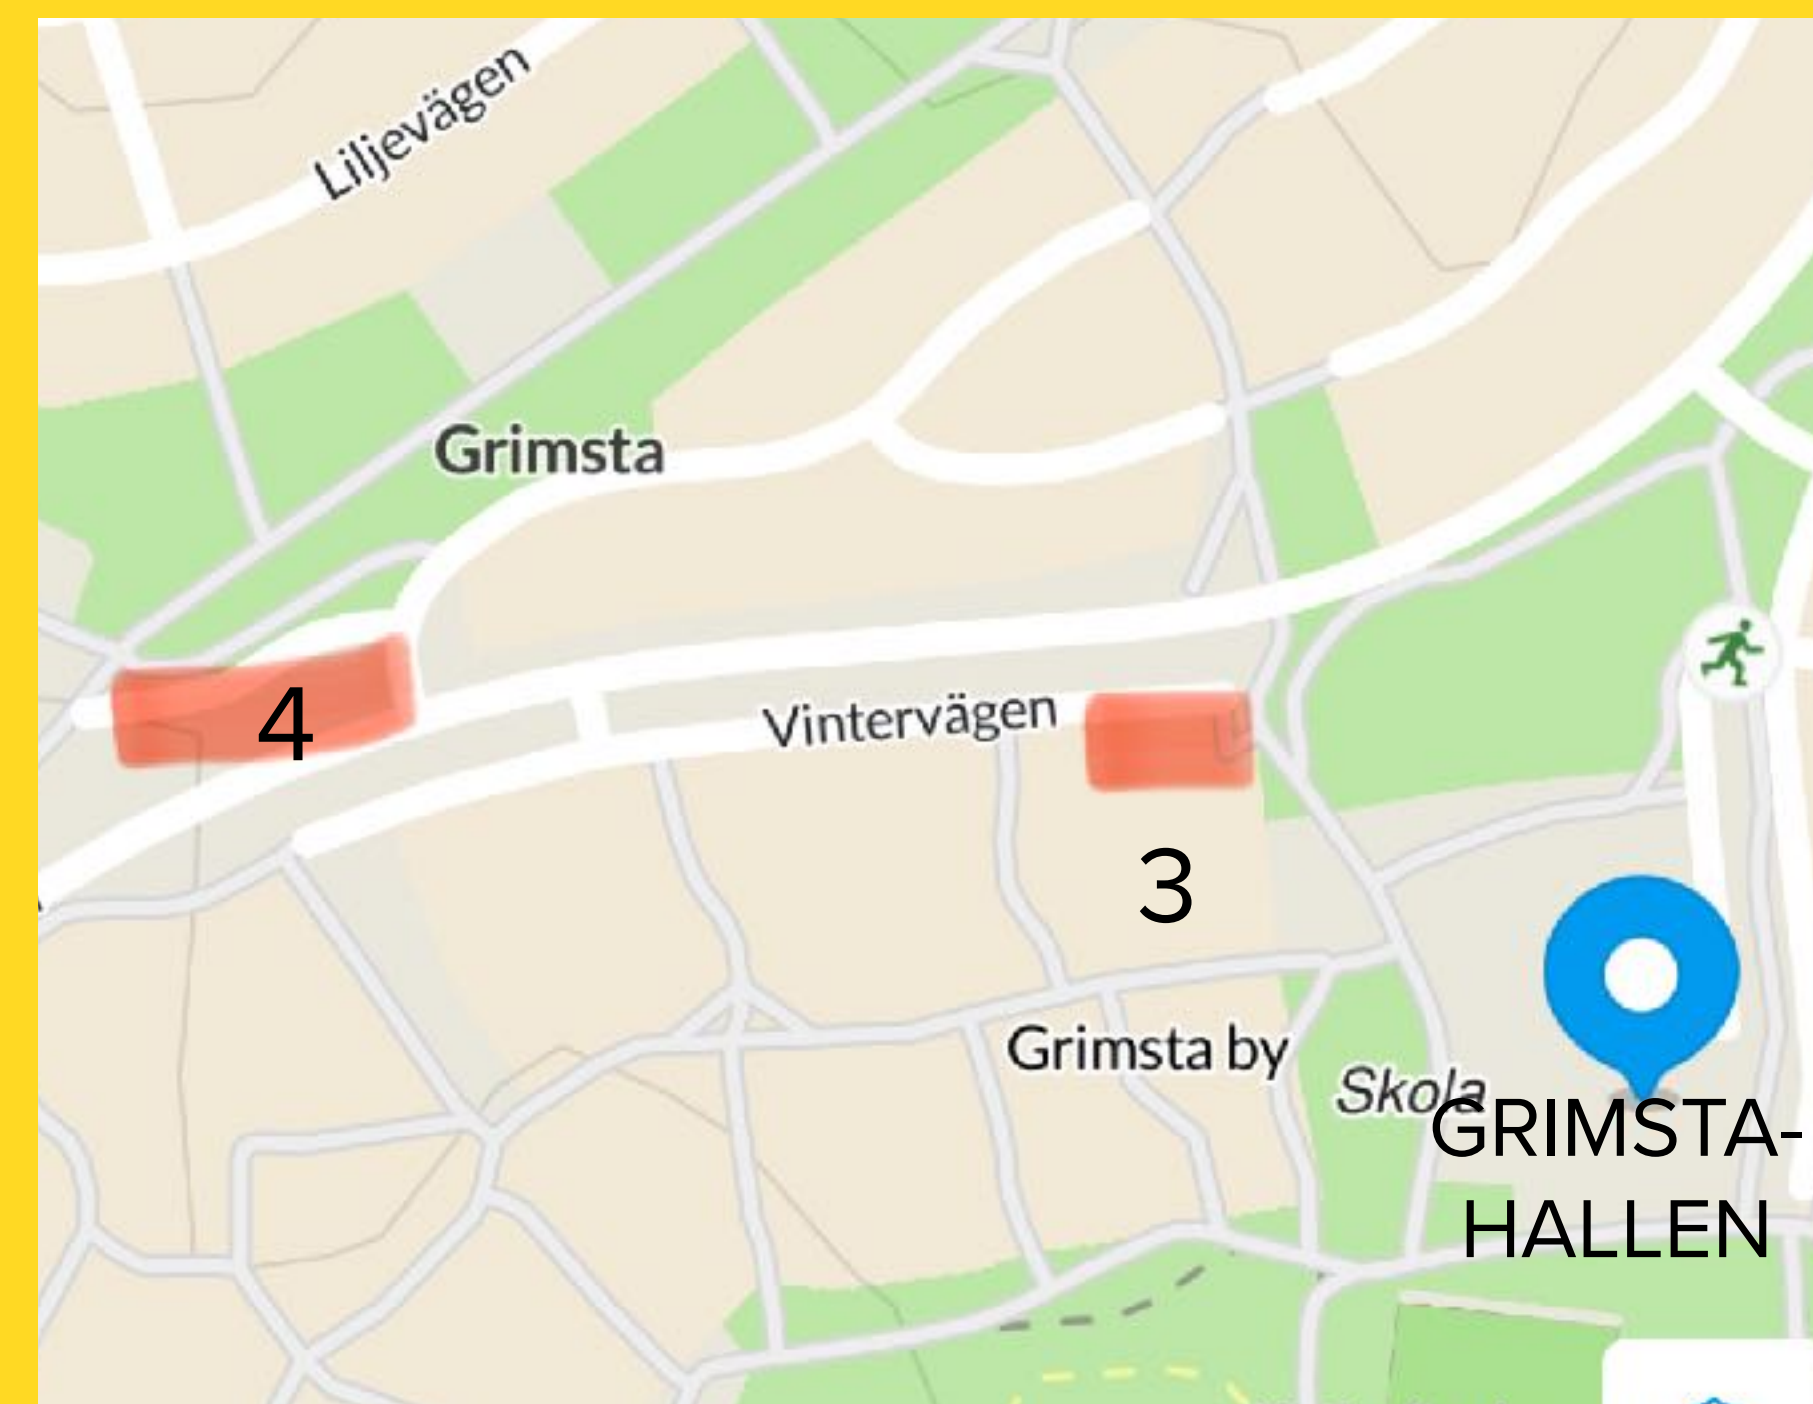 Liljevägen
Grimsta
4
Vintervägen
3
Grimsta by
Skola
GRIMSTA-
HALLEN